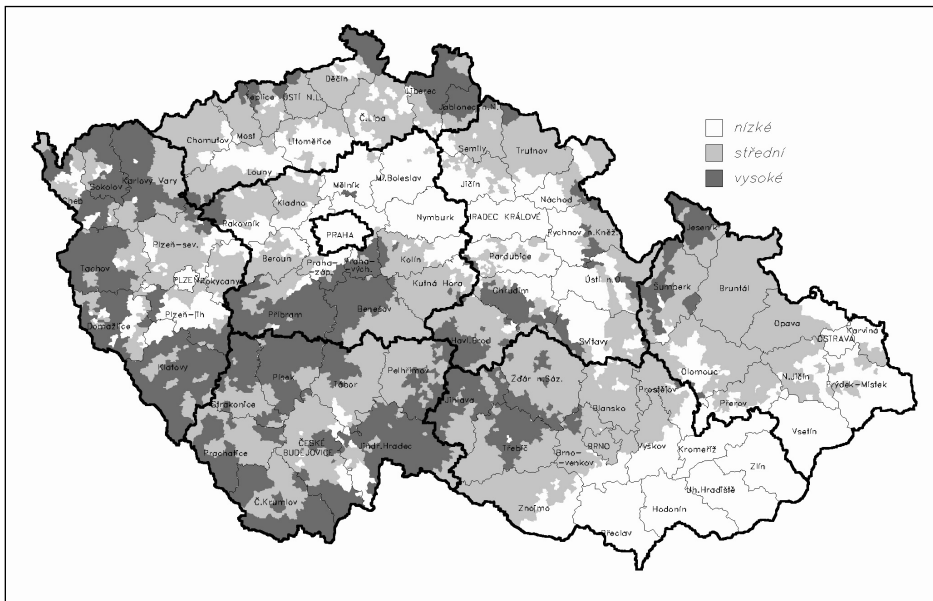 nízké
střední
vysoké
Děčín
Teplice
ÚSTÍ N.L.
Liberec
Jablonec n.N.
Č.Lípa
Chomutov
Most
Litoměřice
Louny
Semily
Trutnov
Mělník
Ml.Boleslav
Jičín
Náchod
Cheb
Sokolov
Karlovy Vary
Rakovník
Kladno
Nymburk
HRADEC KRÁLOVÉ
Rychnov n.Kněž.
PRAHA
Jeseník
Plzeň-sev.
Beroun
Praha-
záp.
Praha-
vých.
Kolín
Pardubice
Tachov
PLZEŇ
Rokycany
Kutná Hora
Chrudim
Ústí n.O.
Šumperk
Bruntál
Domažlice
Plzeň-jih
Příbram
Benešov
Opava
Karviná
OSTRAVA
Havl.Brod
Svitavy
Klatovy
Písek
Tábor
Pelhřimov
Žďár n.Sáz.
Prostějov
Olomouc
N.Jičín
Frýdek-Místek
Strakonice
Jihlava
Blansko
Přerov
Prachatice
ČESKÉ
BUDĚJOVICE
Jindř.Hradec
Třebíč
Brno-
-venkov
BRNO
Vyškov
Kroměříž
Vsetín
Zlín
Č.Krumlov
Znojmo
Uh.Hradiště
Hodonín
Břeclav